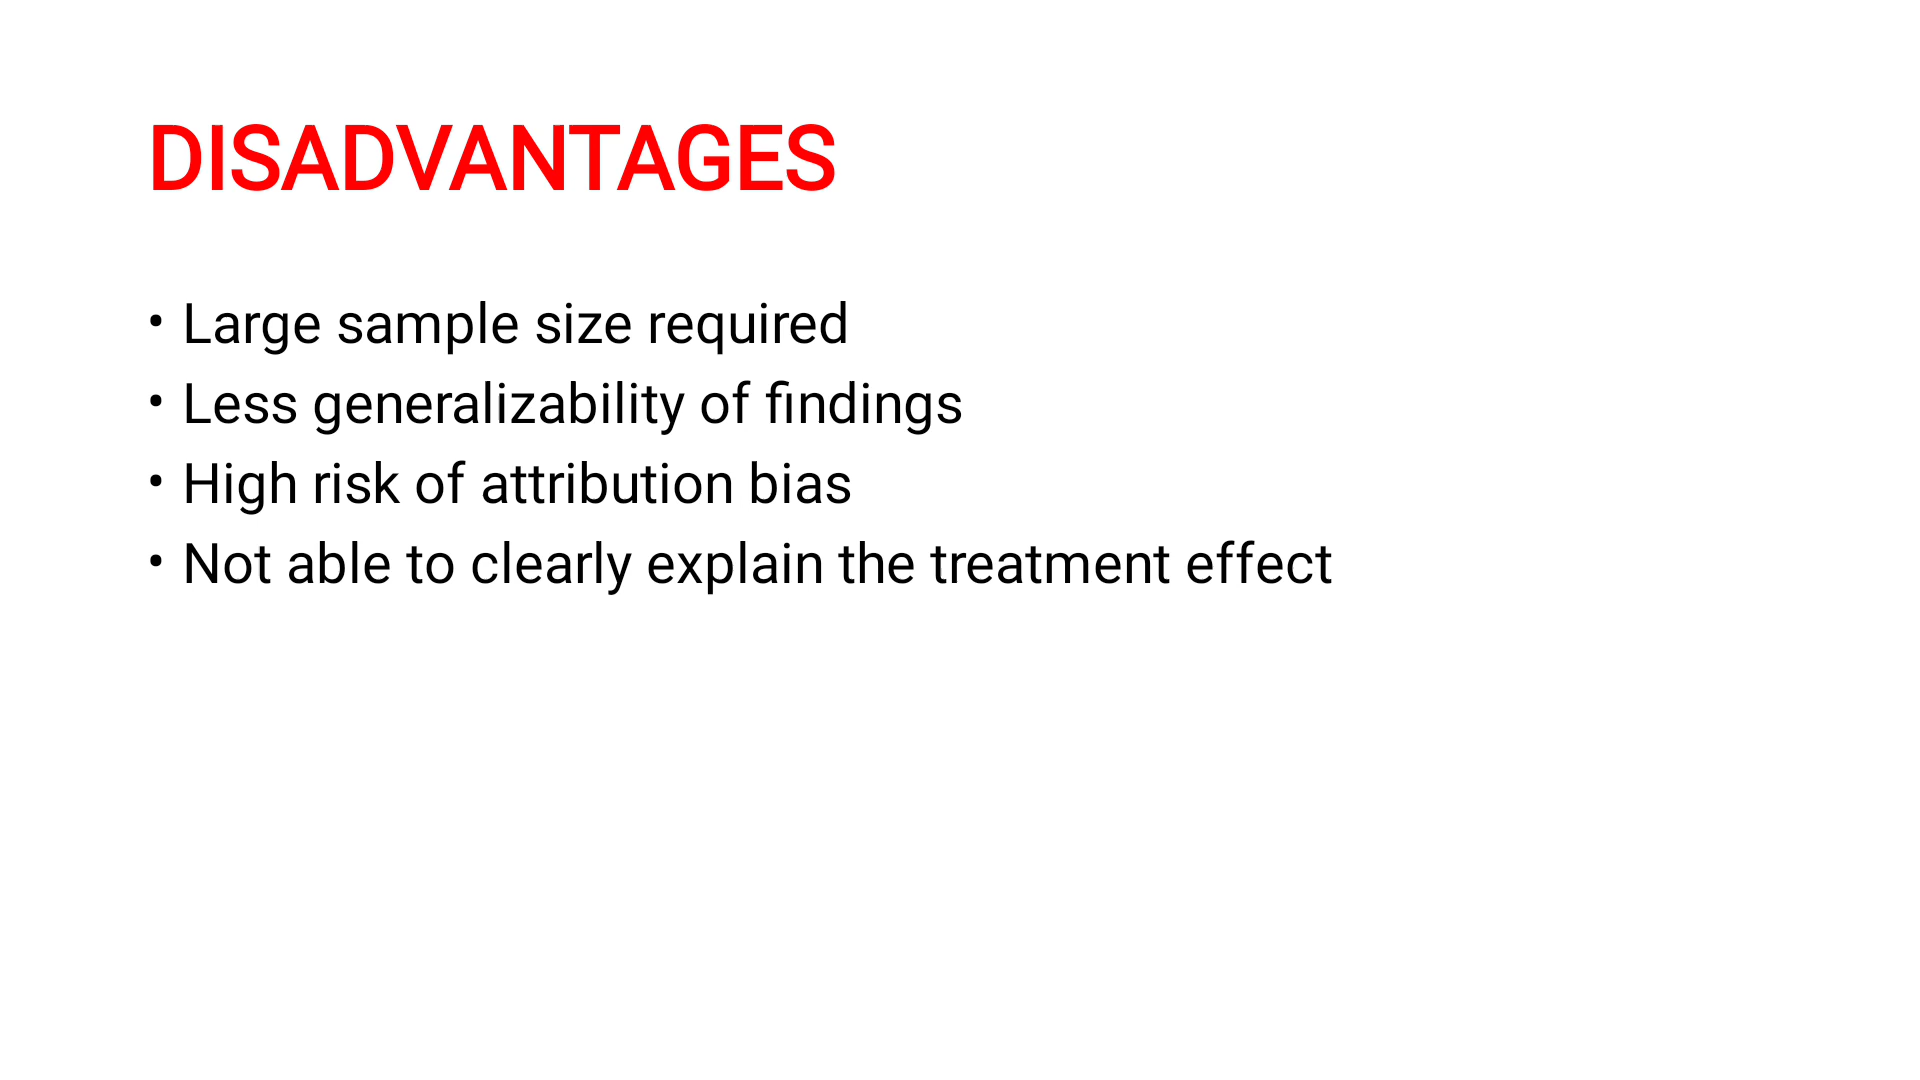 DISADVANTAGES
• Large sample size required
• Less generalizability of findings
• High risk of attribution bias
• Not able to clearly explain the treatment effect